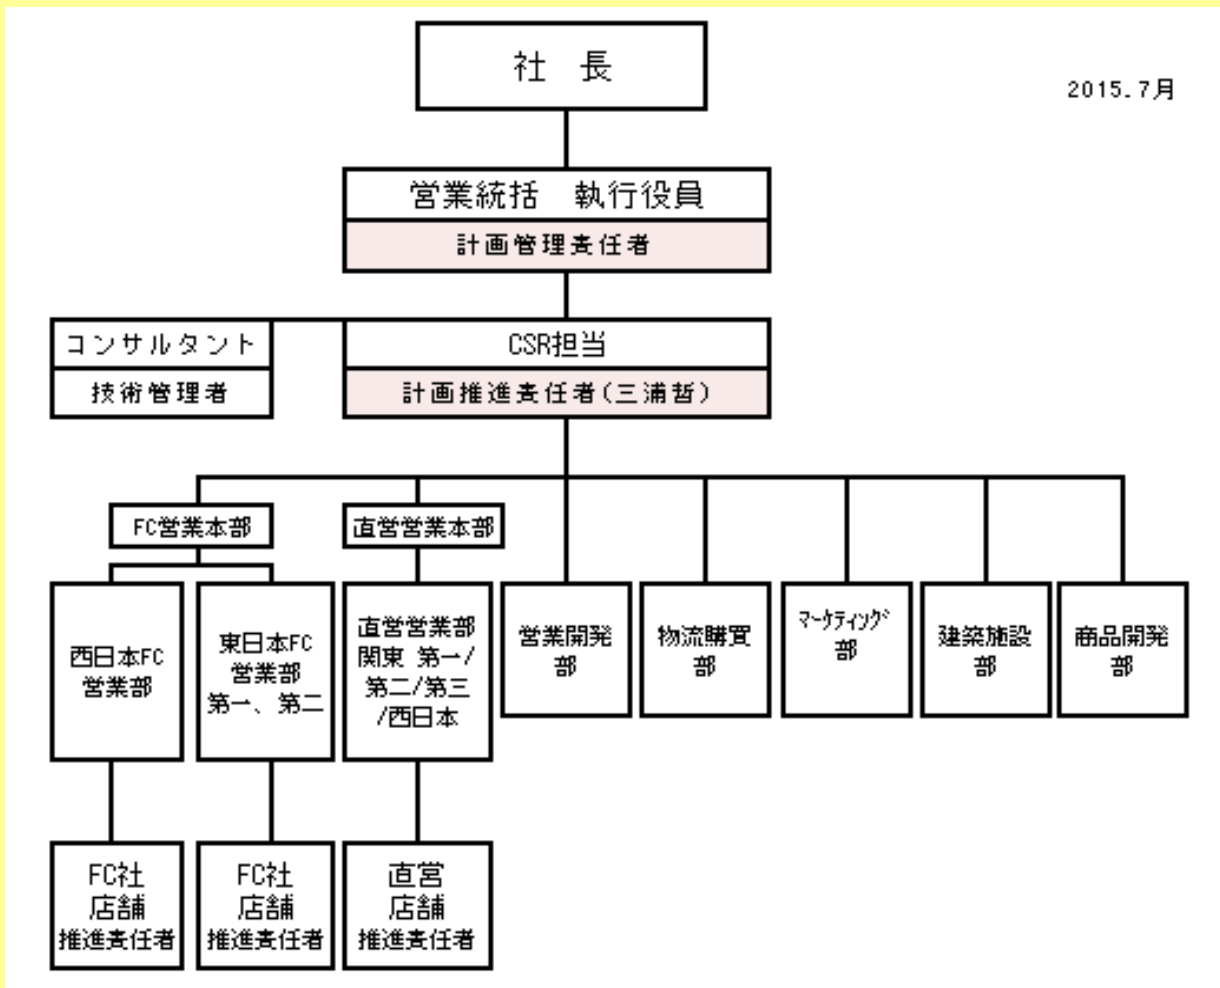 社 長
2015.7月
営業統括 執行役員
計画管理責任者
コンサルタント
技術管理者
CSR担当
計画推進責任者(三浦哲)
FC営業本部
直営営業本部
西日本FC
営業部
東日本FC
営業部
第一、第二
直営営業部
関東 第一/
第二/第三
/西日本
営業開発
部
物流購買
部
マーケティング
部
建築施設
部
商品開発
部
FC社
店舗
推進責任者
FC社
店舗
推進責任者
直営
店舗
推進責任者